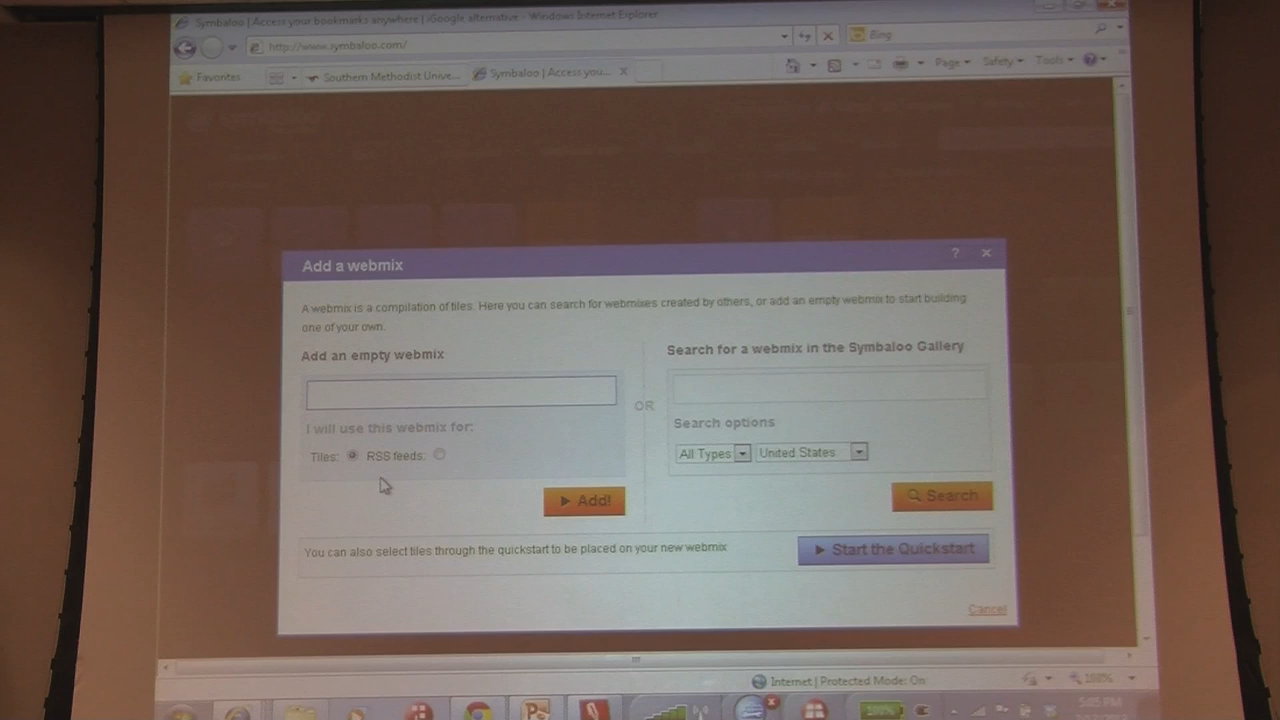 Symbaloo | Access your bookmarks anywhere | iGoogle alternative - Windows Internet Explorer
http://www.symbaloo.com/
Bing
Favorites
Southern Methodist Unive...
Symbaloo | Access you...
Page
Safety
Tools
Add a webmix
? ×
A webmix is a compilation of tiles. Here you can search for webmixes created by others, or add an empty webmix to start building
one of your own.
Add an empty webmix
Search for a webmix in the Symbaloo Gallery
OR
I will use this webmix for:
Search options
Tiles:
RSS feeds:
All Types
United States
Add!
Search
You can also select tiles through the quickstart to be placed on your new webmix
Start the Quickstart
Cancel
Internet | Protected Mode: On
100%
100%
5:05 PM